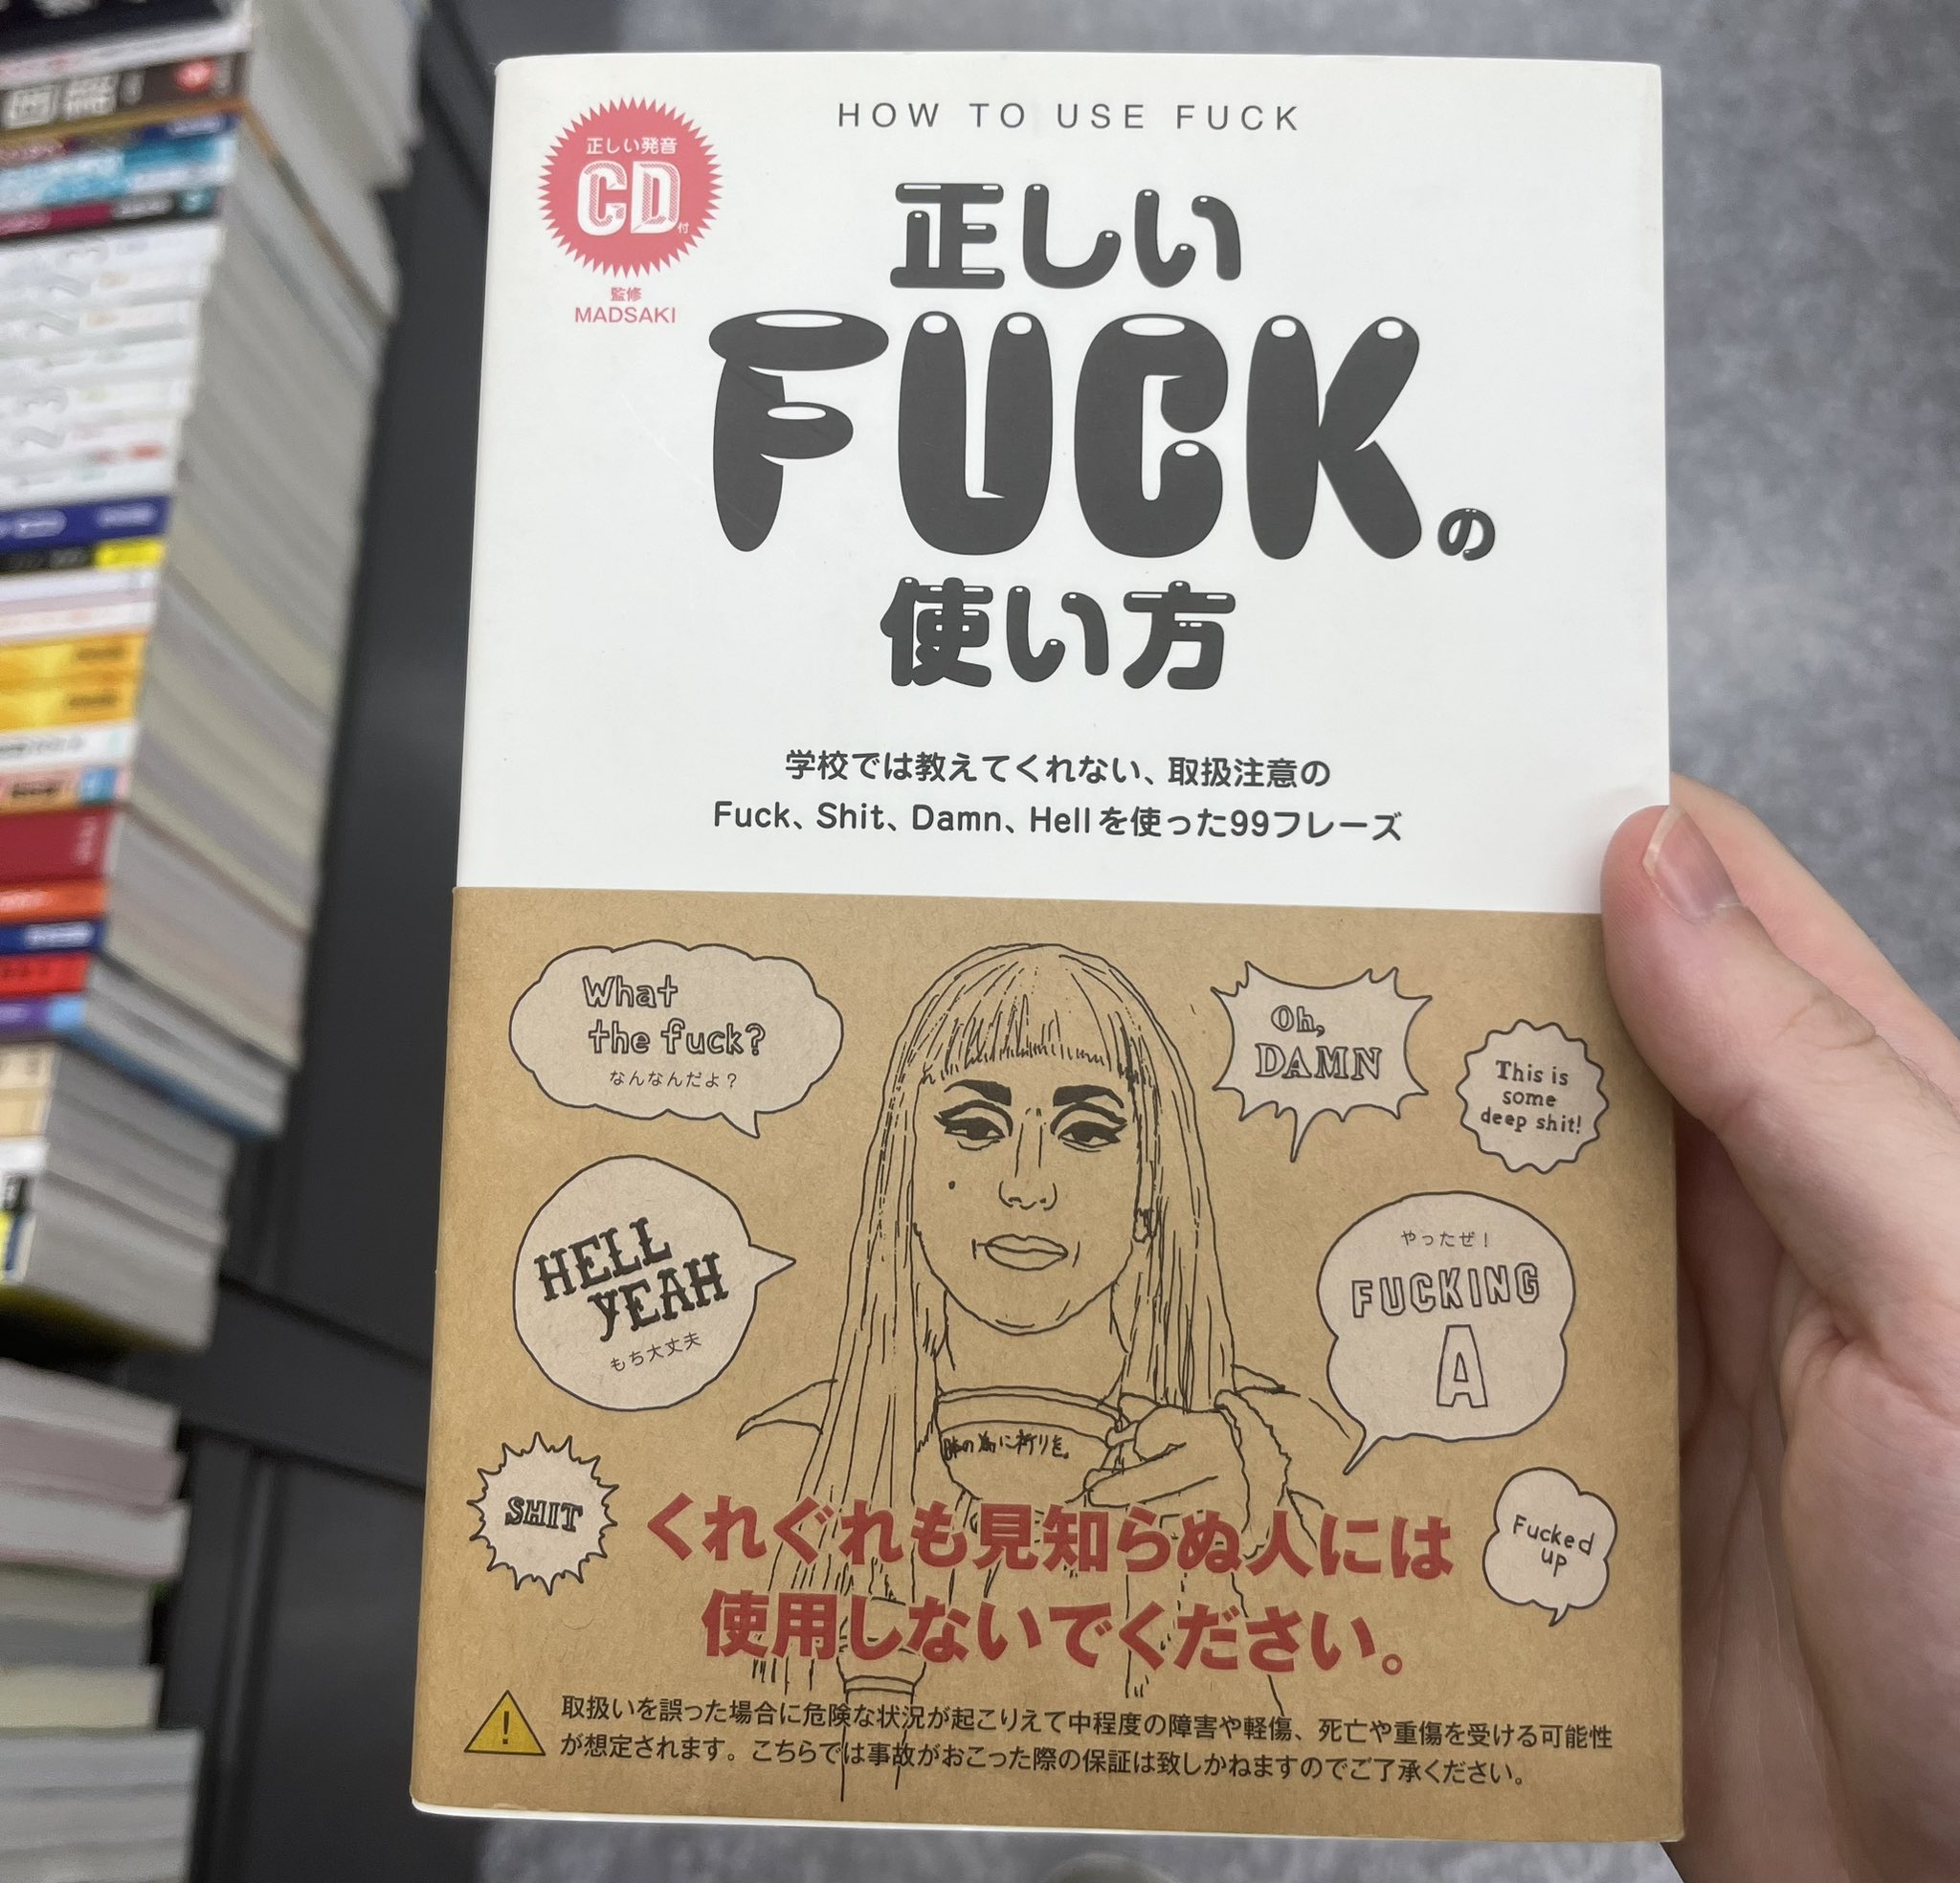 HOW TO USE FUCK
正しい発音
CD付
監修
MADSAKI
正しい
FUCKの
使い方
学校では教えてくれない、取扱注意の
Fuck、Shit、Damn、Hellを使った99フレーズ
What
the fuck?
なんなんだよ?
Oh,
DAMN
This is
some
deep shit!
HELL
YEAH
もち大丈夫
やったぜ!
FUCKING
A
の為に祈りを
SHIT
Fucked
up
くれぐれも見知らぬ人には
使用しないでください。
取扱いを誤った場合に危険な状況が起こりえて中程度の障害や軽傷、死亡や重傷を受ける可能性
が想定されます。こちらでは事故がおこった際の保証は致しかねますのでご了承ください。